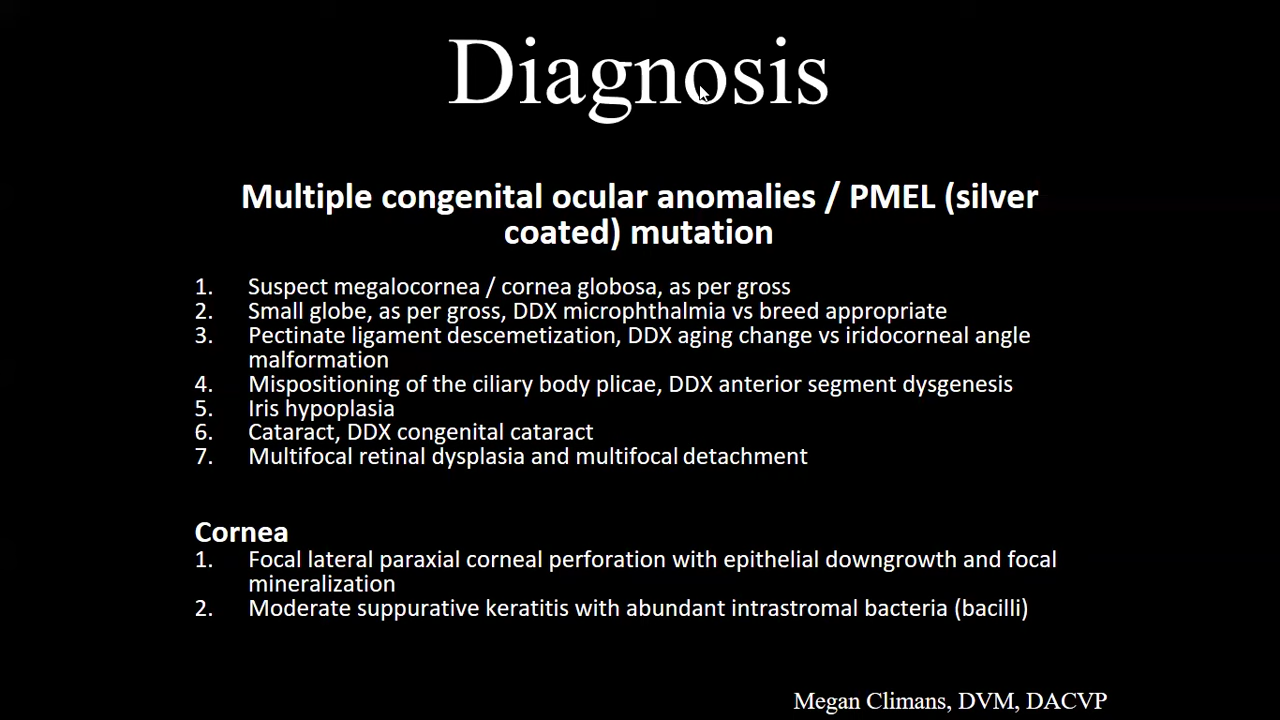 Diagnosis
Multiple congenital ocular anomalies / PMEL (silver
coated) mutation
1. Suspect megalocornea / cornea globosa, as per gross
2. Small globe, as per gross, DDX microphthalmia vs breed appropriate
3. Pectinate ligament descemetization, DDX aging change vs iridocorneal angle
malformation
4. Mispositioning of the ciliary body plicae, DDX anterior segment dysgenesis
5. Iris hypoplasia
6. Cataract, DDX congenital cataract
7. Multifocal retinal dysplasia and multifocal detachment
Cornea
1. Focal lateral paraxial corneal perforation with epithelial downgrowth and focal
mineralization
2. Moderate suppurative keratitis with abundant intrastromal bacteria (bacilli)
Megan Climans, DVM, DACVP